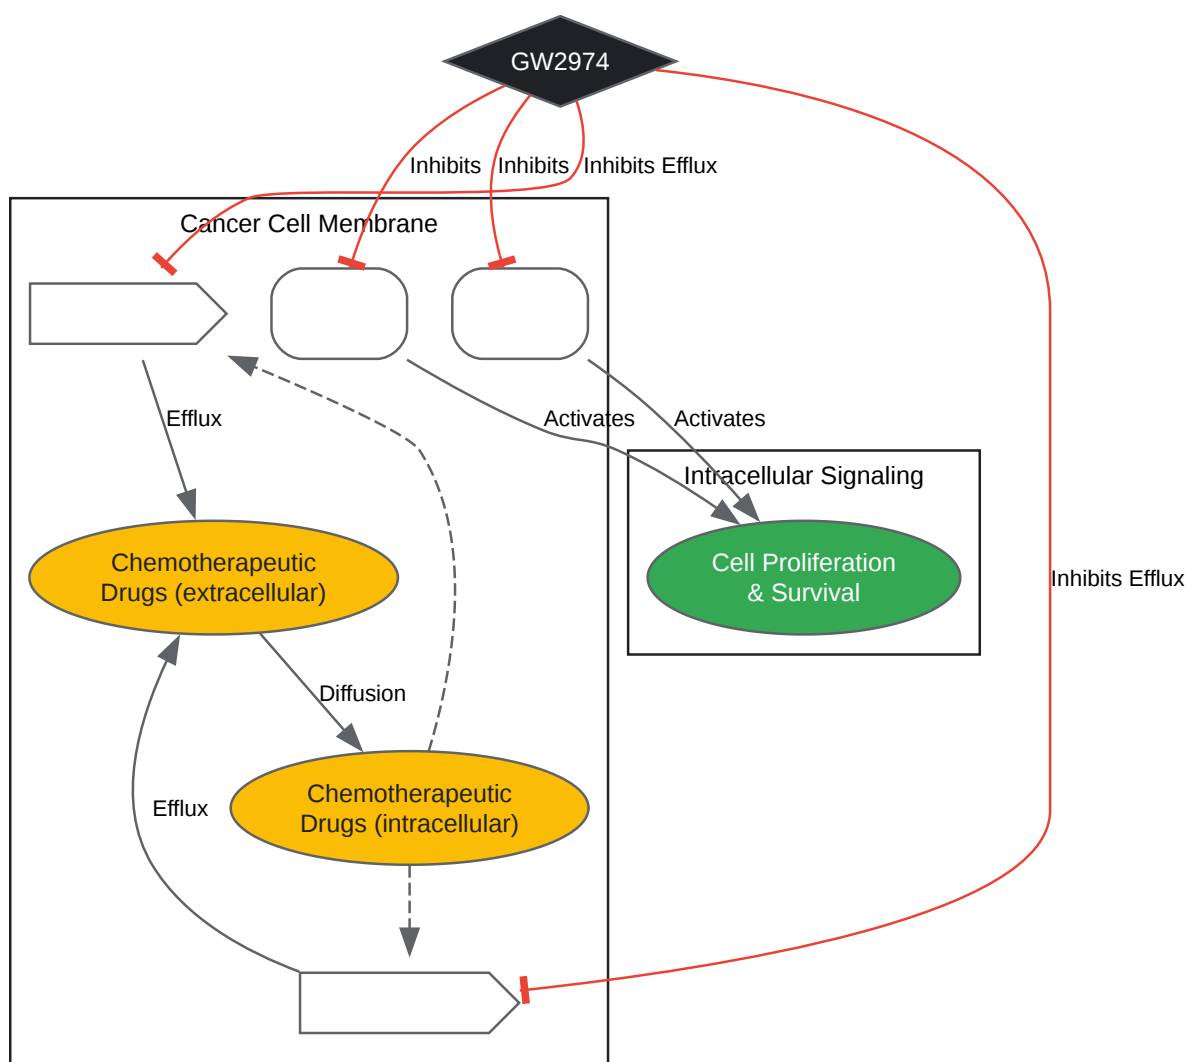 GW2974
Inhibits
Inhibits
Inhibits Efflux
Cancer Cell Membrane
Efflux
Activates
Activates
Intracellular Signaling
Chemotherapeutic
Drugs (extracellular)
Cell Proliferation
& Survival
Inhibits Efflux
Diffusion
Chemotherapeutic
Drugs (intracellular)
Efflux